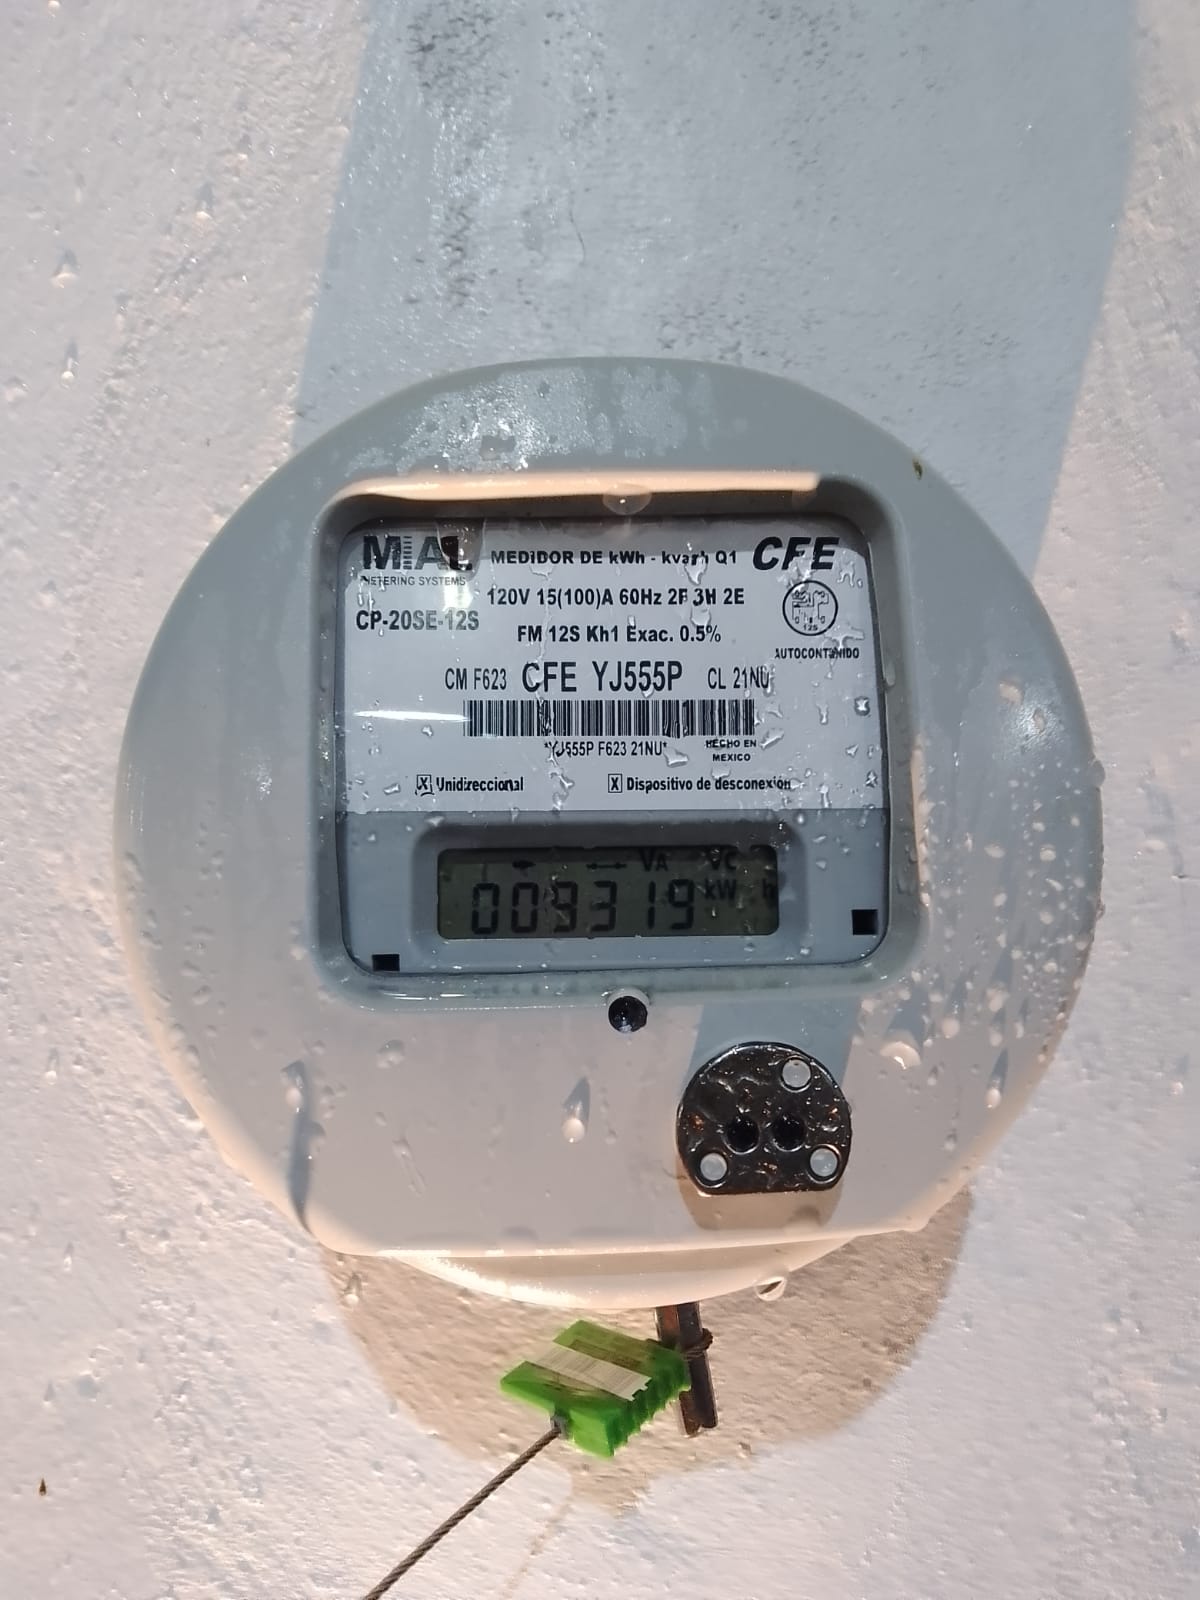 MIAL MEDIDOR DE kWh - kvarh Q1 CFE
METERING SYSTEMS
CP-20SE-12S 120V 15(100)A 60Hz 2F 3H 2E
12S
FM 12S Kh1 Exac. 0.5%
AUTOCONTENIDO
CM F623 CFE YJ555P CL 21NU
*YJ555P F623 21NU* HECHO EN
MEXICO
X Unidireccional X Dispositivo de desconexión
VA VC
009319 kW h